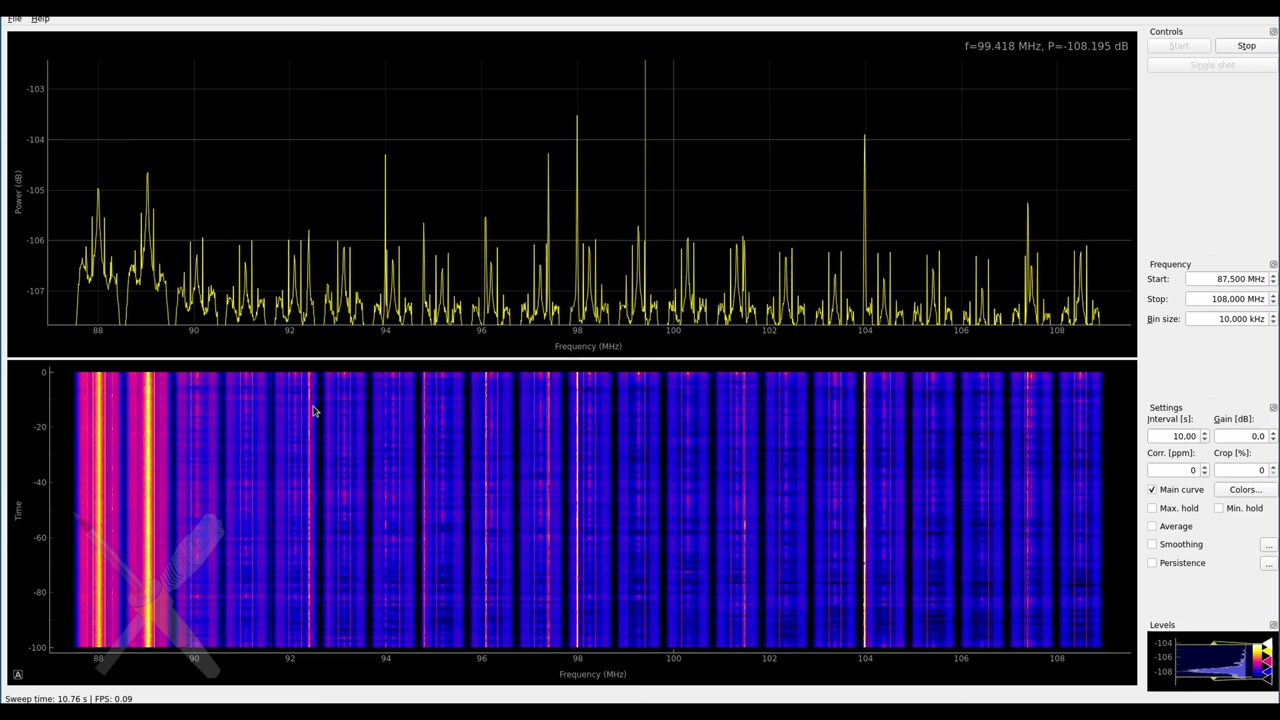 File Help
f=99.418 MHz, P=-108.195 dB
-103
-104
-105
-106
-107
Power (dB)
88 90 92 94 96 98 100 102 104 106 108
Frequency (MHz)
0
-20
-40
-60
-80
-100
Time
88 90 92 94 96 98 100 102 104 106 108
Frequency (MHz)
A
Sweep time: 10.76 s | FPS: 0.09
Controls
Start Stop
Single shot
Frequency
Start: 87,500 MHz
Stop: 108,000 MHz
Bin size: 10,000 kHz
Settings
Interval [s]: Gain [dB]:
10,00 0,0
Corr. [ppm]: Crop [%]:
0 0
Main curve Colors...
Max. hold Min. hold
Average
Smoothing ...
Persistence ...
Levels
-104
-106
-108